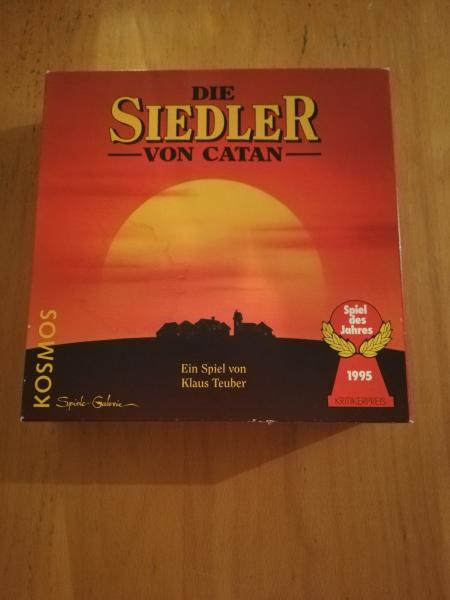 DIE
SIEDLER
VON CATAN
Spiel
des
Jahres
1995
KRITIKERPREIS
Ein Spiel von
Klaus Teuber
KOSMOS
Spiele-Galerie